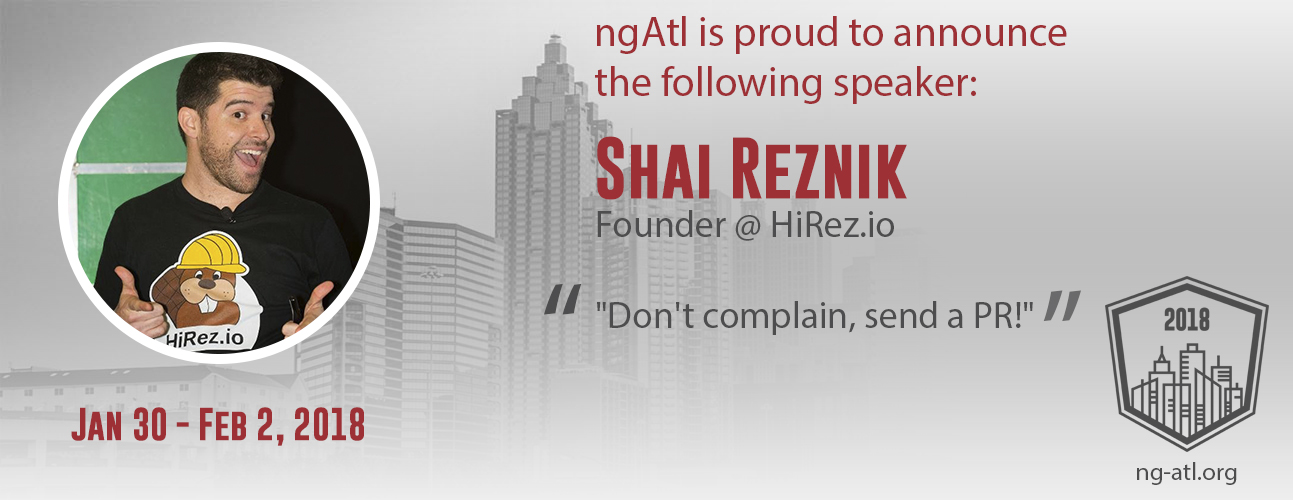 ngAtl is proud to announce
the following speaker:
SHAI REZNIK
Founder @ HiRez.io
“ "Don't complain, send a PR!" ”
HiRez.io
JAN 30 - FEB 2, 2018
2018
ng-atl.org